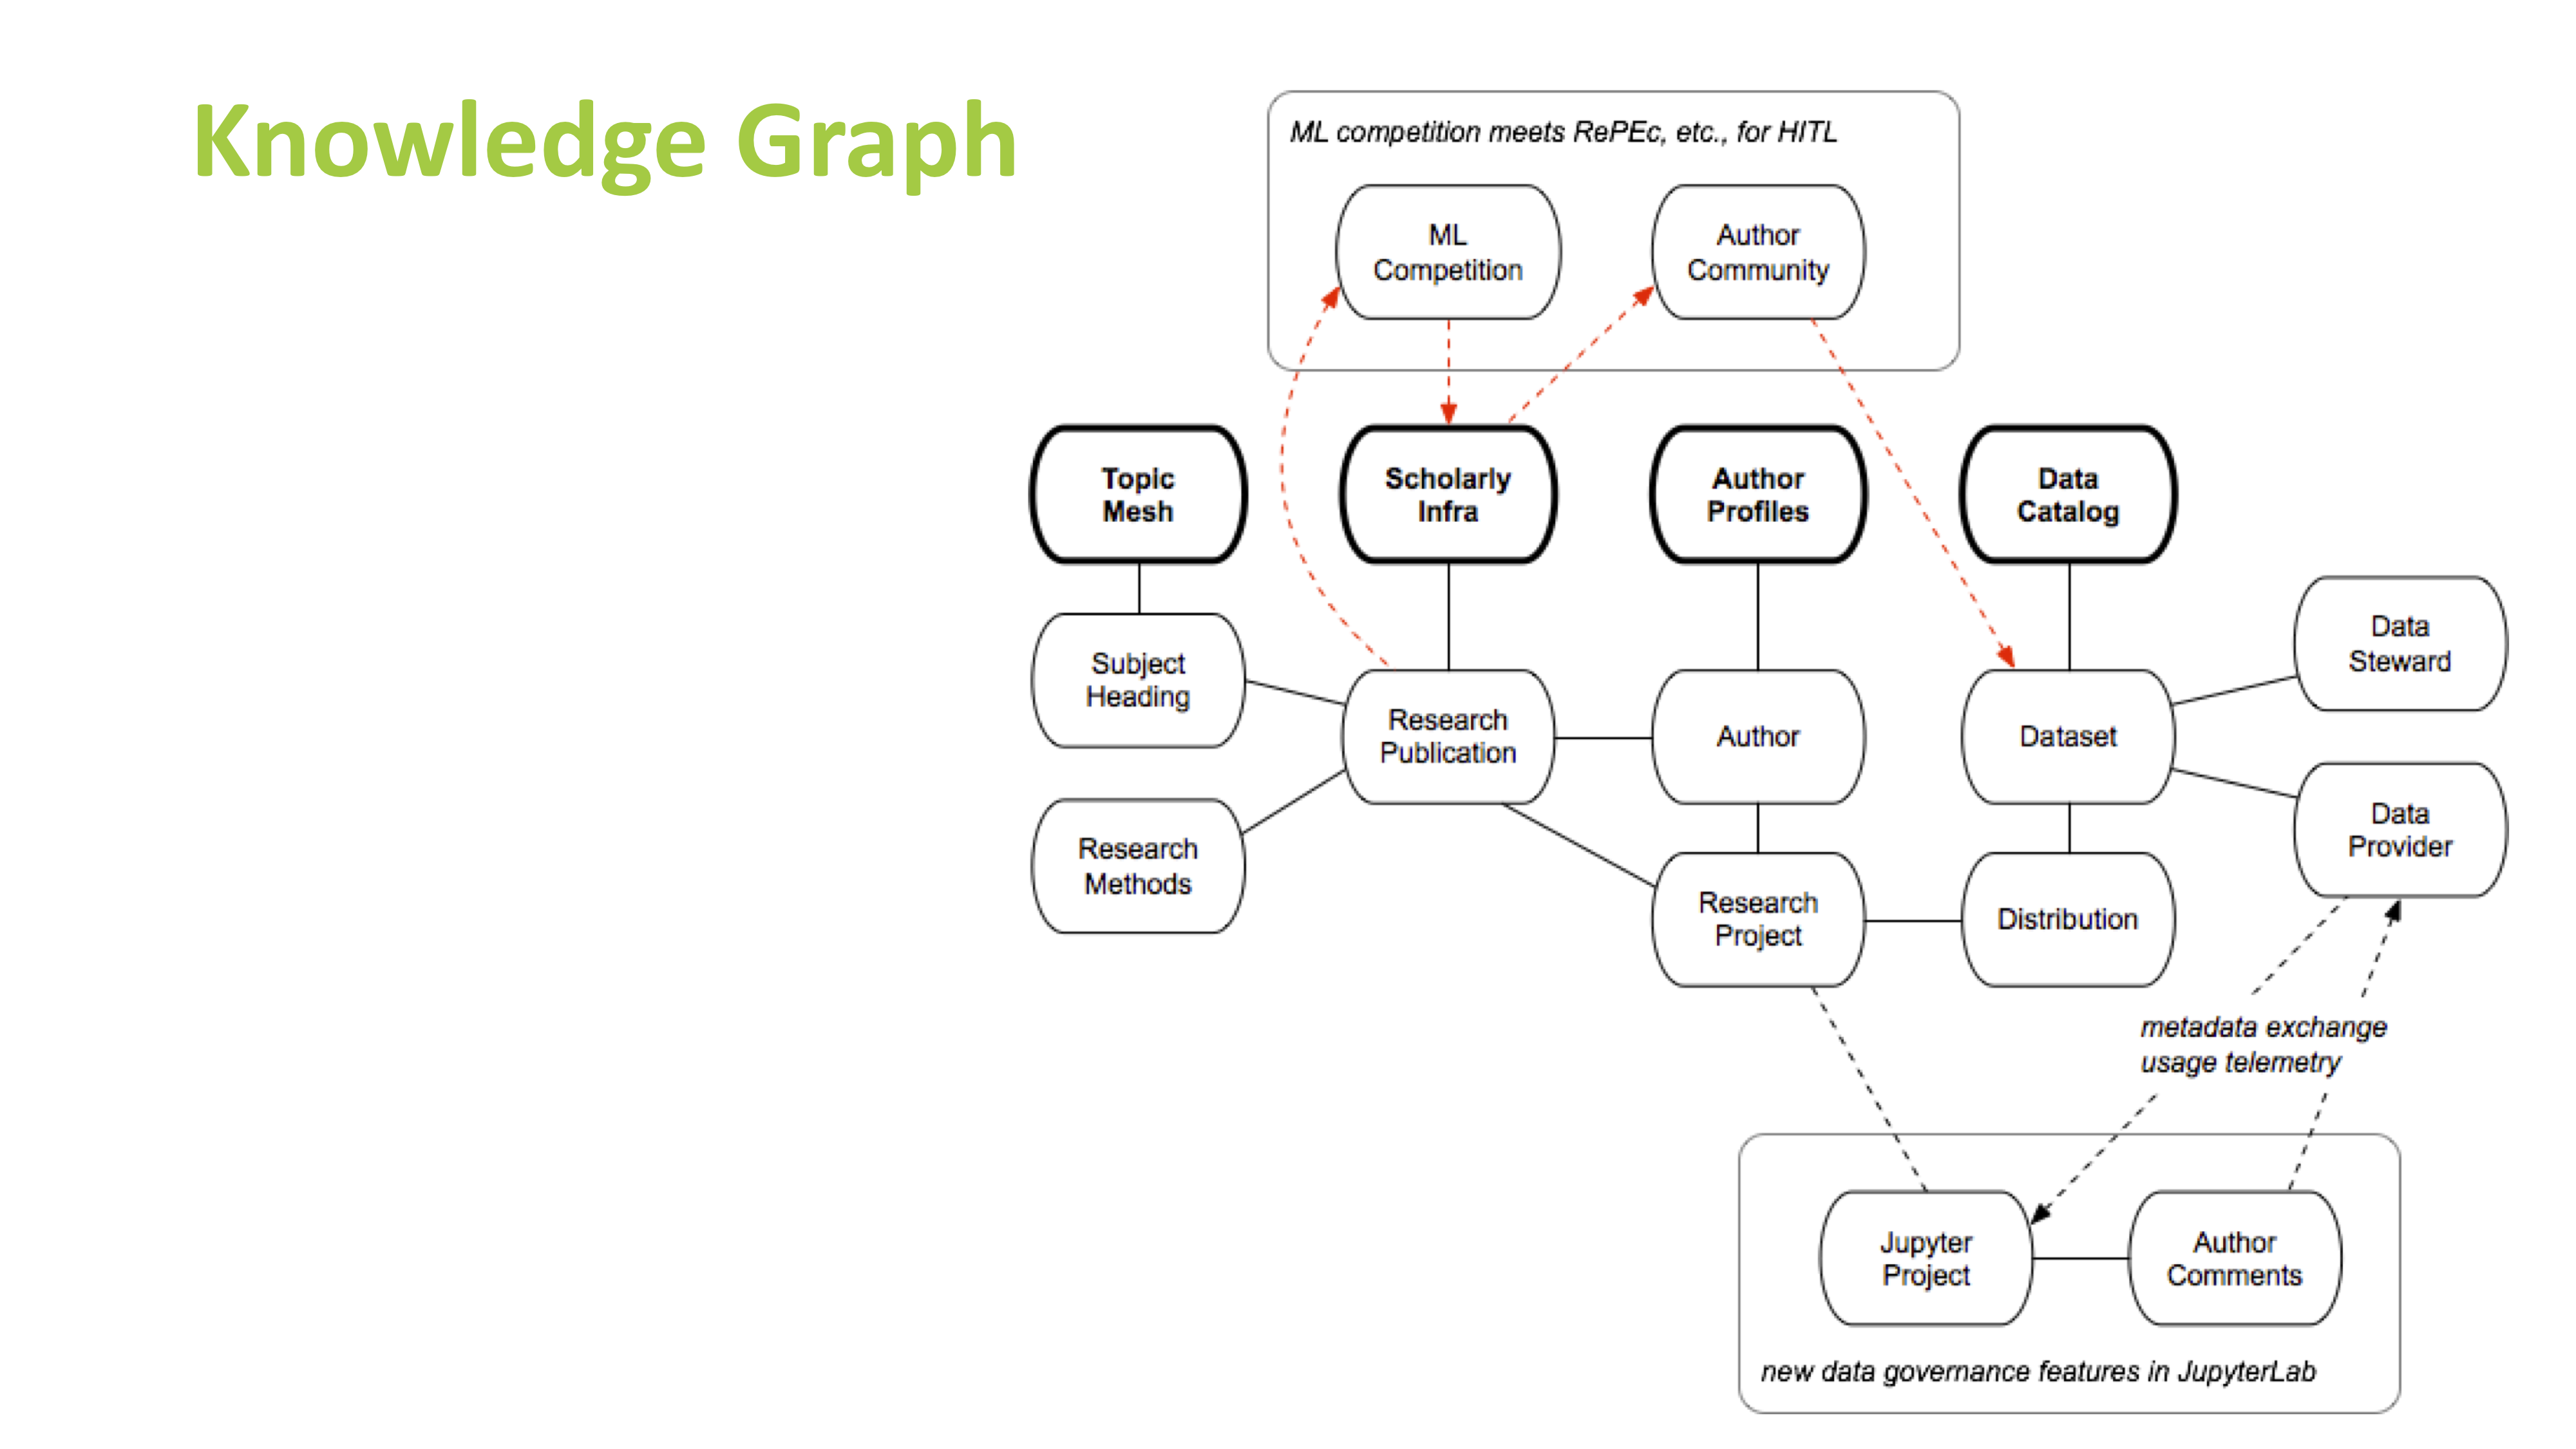 Knowledge Graph
ML competition meets RePEc, etc., for HITL
ML
Competition
Author
Community
Topic
Mesh
Scholarly
Infra
Author
Profiles
Data
Catalog
Subject
Heading
Research
Publication
Author
Dataset
Data
Steward
Data
Provider
Research
Methods
Research
Project
Distribution
metadata exchange
usage telemetry
Jupyter
Project
Author
Comments
new data governance features in JupyterLab